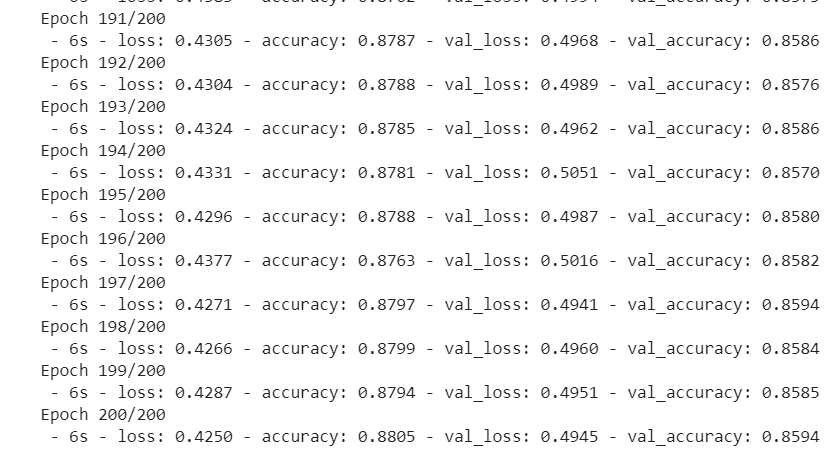 Epoch 191/200
- 6s - loss: 0.4305 - accuracy: 0.8787 - val_loss: 0.4968 - val_accuracy: 0.8586
Epoch 192/200
- 6s - loss: 0.4304 - accuracy: 0.8788 - val_loss: 0.4989 - val_accuracy: 0.8576
Epoch 193/200
- 6s - loss: 0.4324 - accuracy: 0.8785 - val_loss: 0.4962 - val_accuracy: 0.8586
Epoch 194/200
- 6s - loss: 0.4331 - accuracy: 0.8781 - val_loss: 0.5051 - val_accuracy: 0.8570
Epoch 195/200
- 6s - loss: 0.4296 - accuracy: 0.8788 - val_loss: 0.4987 - val_accuracy: 0.8580
Epoch 196/200
- 6s - loss: 0.4377 - accuracy: 0.8763 - val_loss: 0.5016 - val_accuracy: 0.8582
Epoch 197/200
- 6s - loss: 0.4271 - accuracy: 0.8797 - val_loss: 0.4941 - val_accuracy: 0.8594
Epoch 198/200
- 6s - loss: 0.4266 - accuracy: 0.8799 - val_loss: 0.4960 - val_accuracy: 0.8584
Epoch 199/200
- 6s - loss: 0.4287 - accuracy: 0.8794 - val_loss: 0.4951 - val_accuracy: 0.8585
Epoch 200/200
- 6s - loss: 0.4250 - accuracy: 0.8805 - val_loss: 0.4945 - val_accuracy: 0.8594